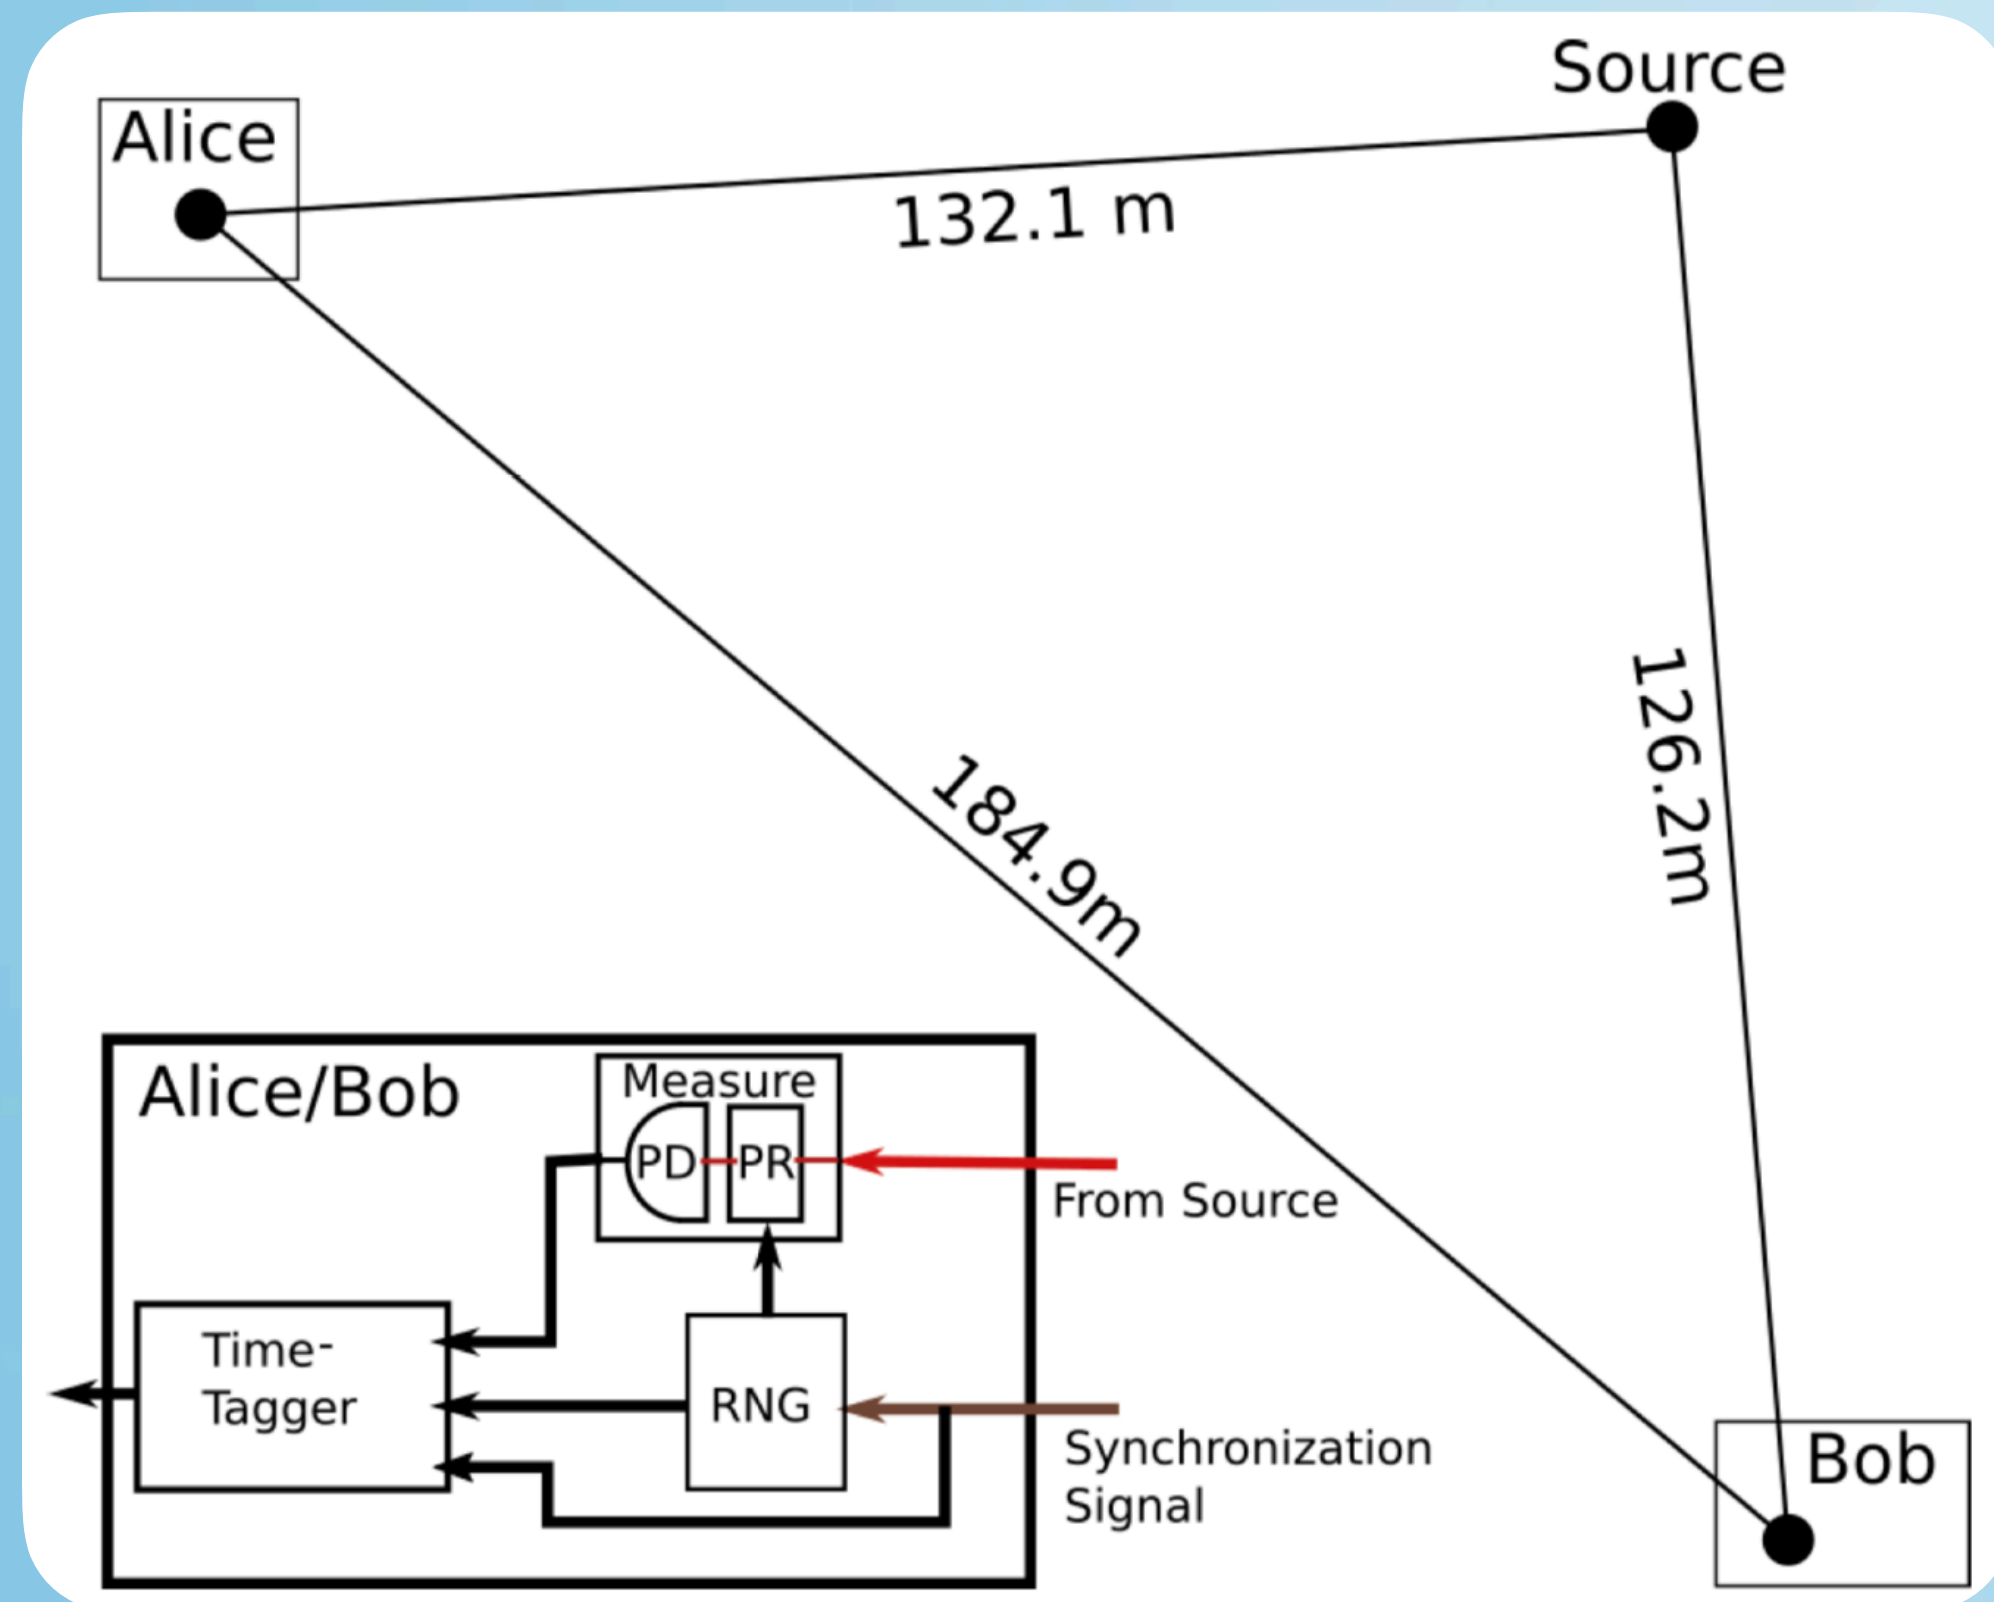 Source
Alice
132.1 m
126.2m
184.9m
Alice/Bob
Measure
PD
PR
From Source
Time-
Tagger
RNG
Synchronization
Signal
Bob